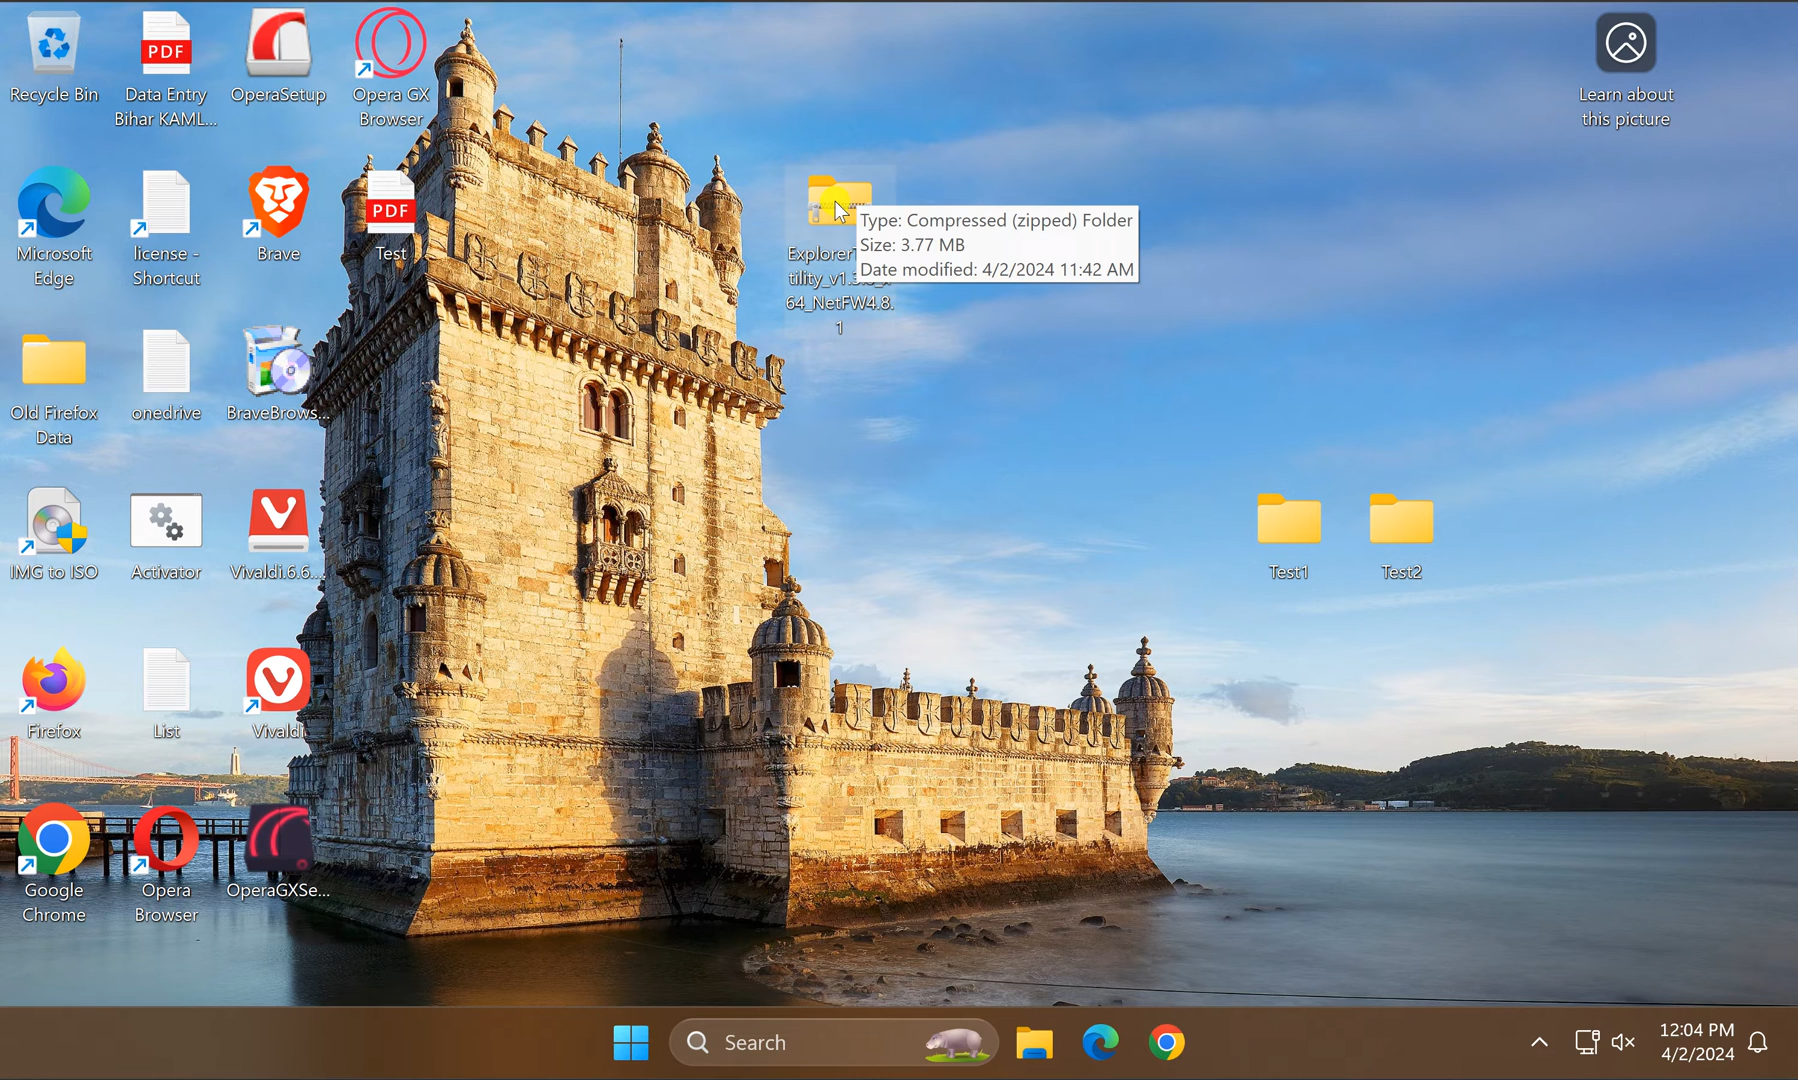 Recycle Bin
PDF
Data Entry
Bihar KAML...
OperaSetup
Opera GX
Browser
Learn about
this picture
Microsoft
Edge
license -
Shortcut
Brave
PDF
Test
Type: Compressed (zipped) Folder
Size: 3.77 MB
Date modified: 4/2/2024 11:42 AM
64_NetFW4.8.
1
Old Firefox
Data
onedrive
BraveBrows...
IMG to ISO
Activator
Vivaldi.6.6....
Test1
Test2
Firefox
List
Vivaldi
Google
Chrome
Opera
Browser
OperaGXSe...
Search
12:04 PM
4/2/2024